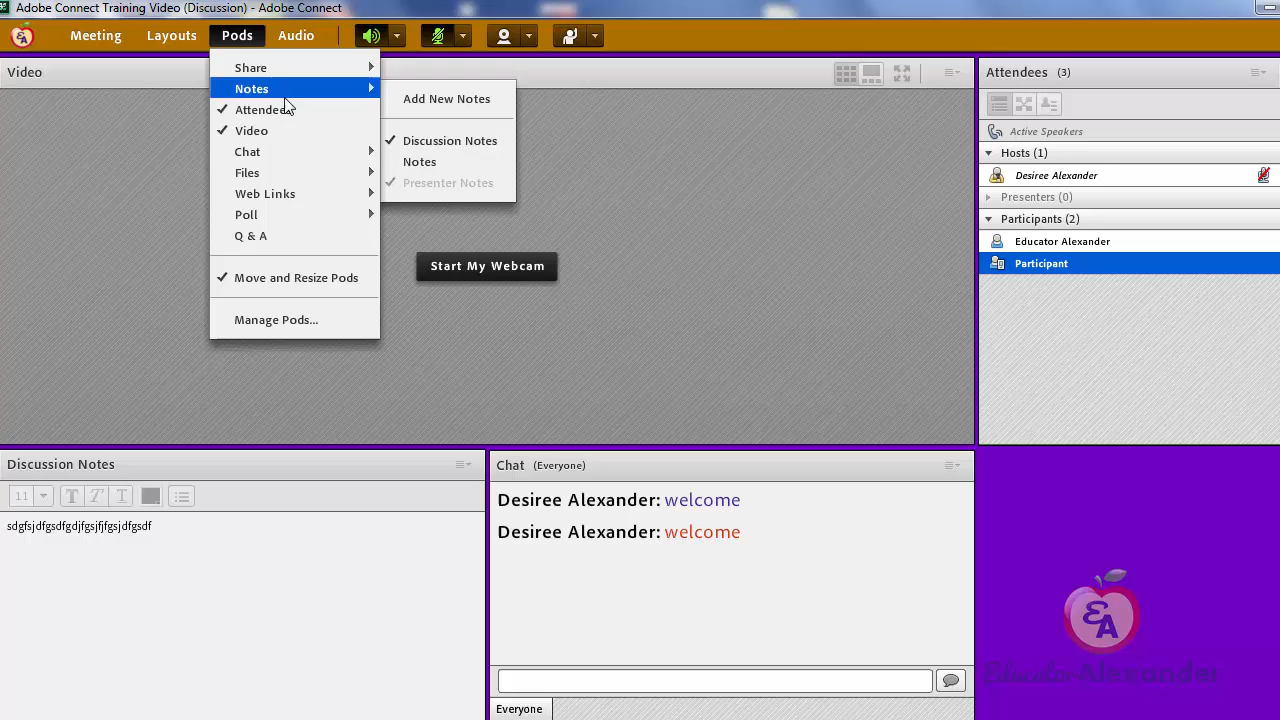 Adobe Connect Training Video (Discussion) - Adobe Connect
Meeting Layouts Pods Audio
Video
Share
Notes
Attendees
Video
Chat
Files
Web Links
Poll
Q & A
Move and Resize Pods
Manage Pods...
Add New Notes
Discussion Notes
Notes
Presenter Notes
Start My Webcam
Attendees (3)
Active Speakers
Hosts (1)
Desiree Alexander
Presenters (0)
Participants (2)
Educator Alexander
Participant
Discussion Notes
11 T T T
sdgfsjdfgsdfgdjfgsjfjfgsjdfgsdf
Chat (Everyone)
Desiree Alexander: welcome
Desiree Alexander: welcome
Everyone
EA
Educator Alexander